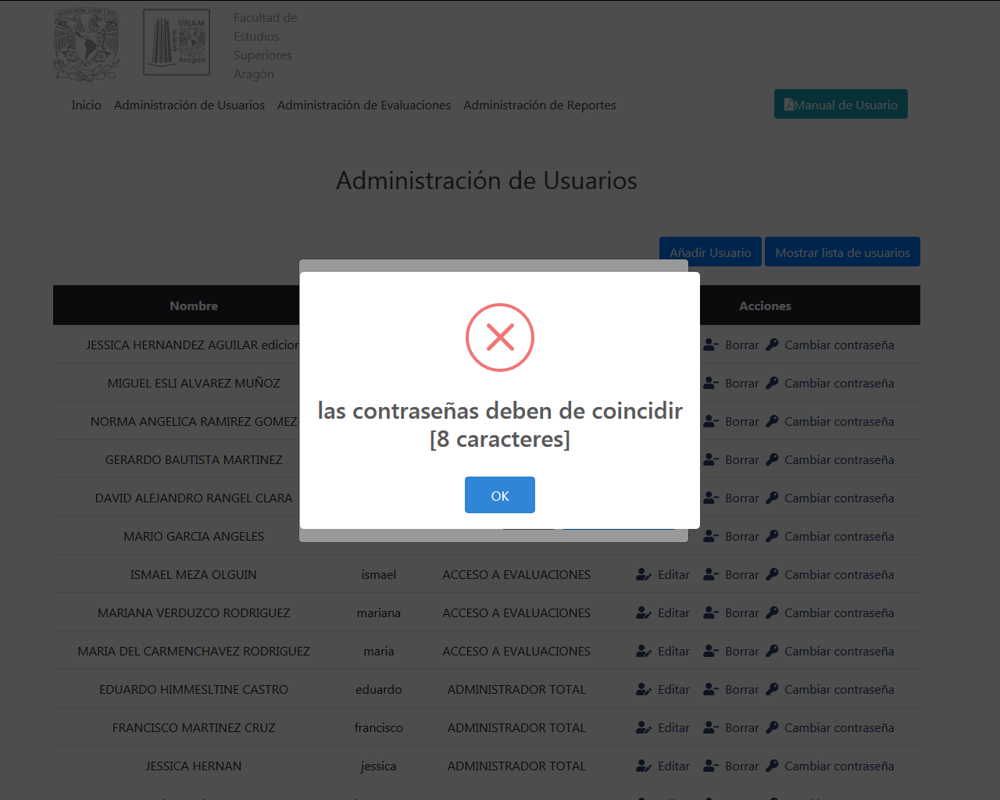 UNAM
FES
Aragón
Facultad de
Estudios
Superiores
Aragón
Inicio Administración de Usuarios Administración de Evaluaciones Administración de Reportes Manual de Usuario
Administración de Usuarios
Añadir Usuario Mostrar lista de usuarios
Nombre Acciones
JESSICA HERNANDEZ AGUILAR edicion Borrar Cambiar contraseña
MIGUEL ESLI ALVAREZ MUÑOZ Borrar Cambiar contraseña
NORMA ANGELICA RAMIREZ GOMEZ Borrar Cambiar contraseña
GERARDO BAUTISTA MARTINEZ Borrar Cambiar contraseña
DAVID ALEJANDRO RANGEL CLARA Borrar Cambiar contraseña
MARIO GARCIA ANGELES Borrar Cambiar contraseña
las contraseñas deben de coincidir
[8 caracteres]
OK
ISMAEL MEZA OLGUIN ismael ACCESO A EVALUACIONES Editar Borrar Cambiar contraseña
MARIANA VERDUZCO RODRIGUEZ mariana ACCESO A EVALUACIONES Editar Borrar Cambiar contraseña
MARIA DEL CARMENCHAVEZ RODRIGUEZ maria ACCESO A EVALUACIONES Editar Borrar Cambiar contraseña
EDUARDO HIMMESLTINE CASTRO eduardo ADMINISTRADOR TOTAL Editar Borrar Cambiar contraseña
FRANCISCO MARTINEZ CRUZ francisco ADMINISTRADOR TOTAL Editar Borrar Cambiar contraseña
JESSICA HERNAN jessica ADMINISTRADOR TOTAL Editar Borrar Cambiar contraseña